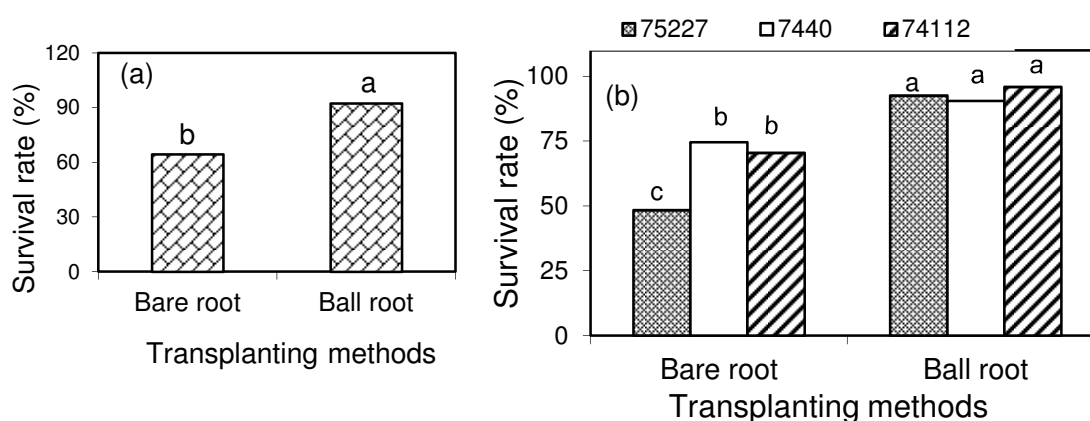 120
90
60
30
0
Survival rate (%)
(a)
b
a
Bare root Ball root
Transplanting methods
75227 7440 74112
100
75
50
25
0
Survival rate (%)
(b)
c b b a a a
Bare root Ball root
Transplanting methods